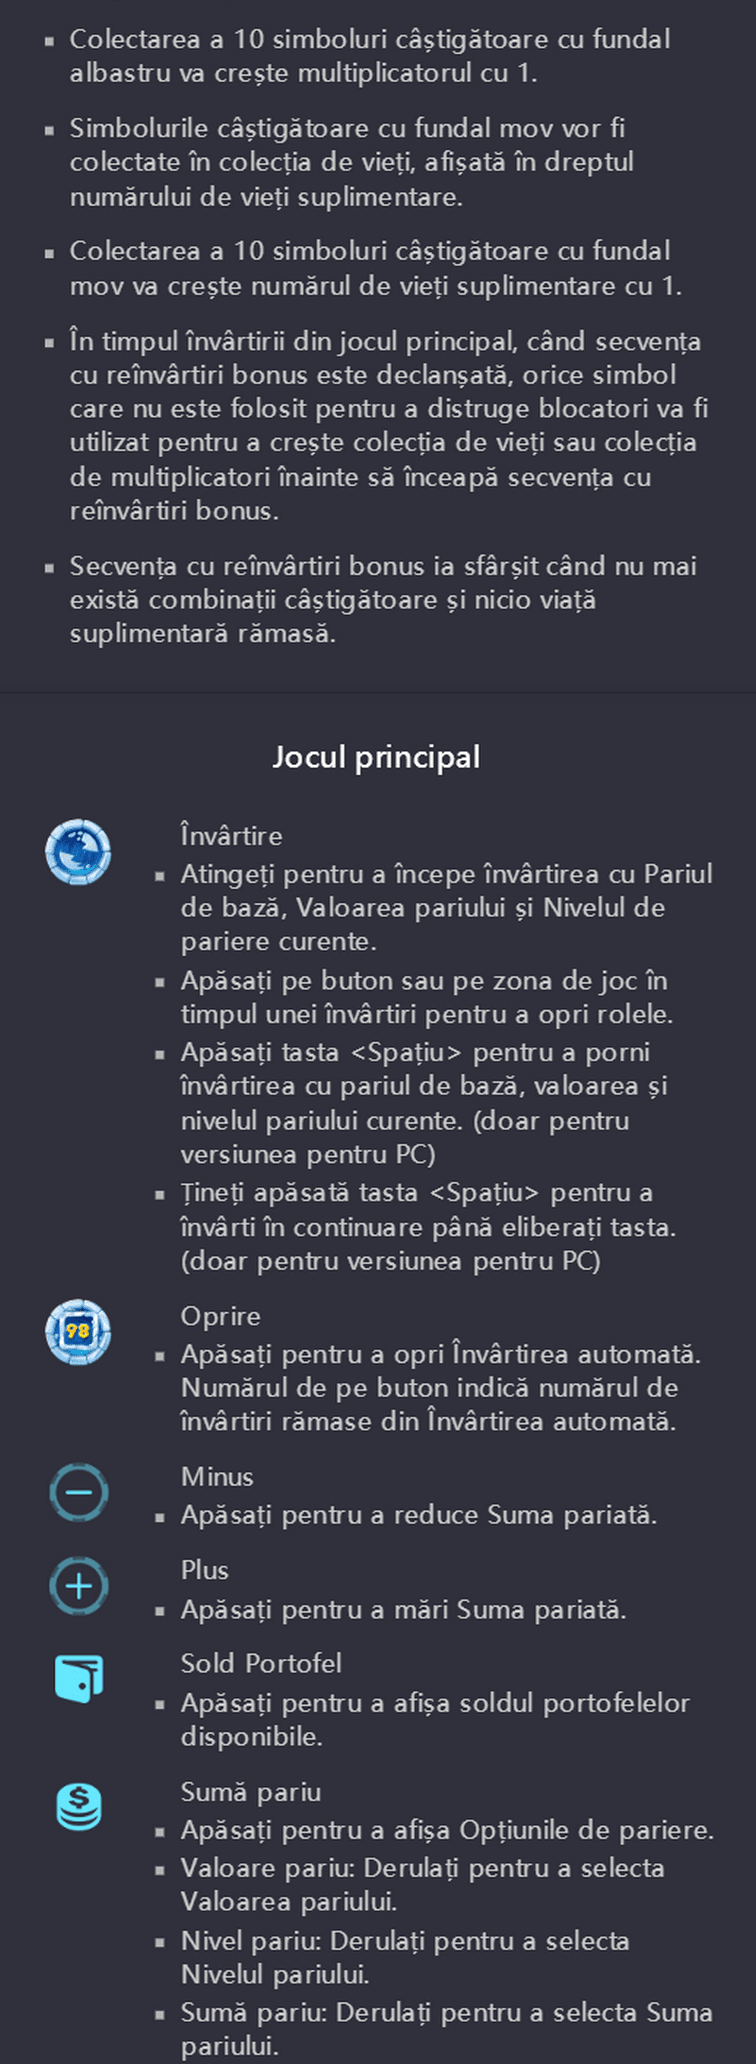 Colectarea a 10 simboluri câștigătoare cu fundal
albastru va crește multiplicatorul cu 1.
Simbolurile câștigătoare cu fundal mov vor fi
colectate în colecția de vieți, afișată în dreptul
numărului de vieți suplimentare.
Colectarea a 10 simboluri câștigătoare cu fundal
mov va crește numărul de vieți suplimentare cu 1.
În timpul învârtirii din jocul principal, când secvența
cu reînvârtiri bonus este declanșată, orice simbol
care nu este folosit pentru a distruge blocatori va fi
utilizat pentru a crește colecția de vieți sau colecția
de multiplicatori înainte să înceapă secvența cu
reînvârtiri bonus.
Secvența cu reînvârtiri bonus ia sfârșit când nu mai
există combinații câștigătoare și nicio viață
suplimentară rămasă.
Jocul principal
Învârtire
Atingeți pentru a începe învârtirea cu Pariul
de bază, Valoarea pariului și Nivelul de
pariere curente.
Apăsați pe buton sau pe zona de joc în
timpul unei învârtiri pentru a opri rolele.
Apăsați tasta <Spațiu> pentru a porni
învârtirea cu pariul de bază, valoarea și
nivelul pariului curente. (doar pentru
versiunea pentru PC)
Țineți apăsată tasta <Spațiu> pentru a
învârti în continuare până eliberați tasta.
(doar pentru versiunea pentru PC)
98
Oprire
Apăsați pentru a opri Învârtirea automată.
Numărul de pe buton indică numărul de
învârtiri rămase din Învârtirea automată.
Minus
Apăsați pentru a reduce Suma pariată.
Plus
Apăsați pentru a mări Suma pariată.
Sold Portofel
Apăsați pentru a afișa soldul portofelelor
disponibile.
Sumă pariu
Apăsați pentru a afișa Opțiunile de pariere.
Valoare pariu: Derulați pentru a selecta
Valoarea pariului.
Nivel pariu: Derulați pentru a selecta
Nivelul pariului.
Sumă pariu: Derulați pentru a selecta Suma
pariului.